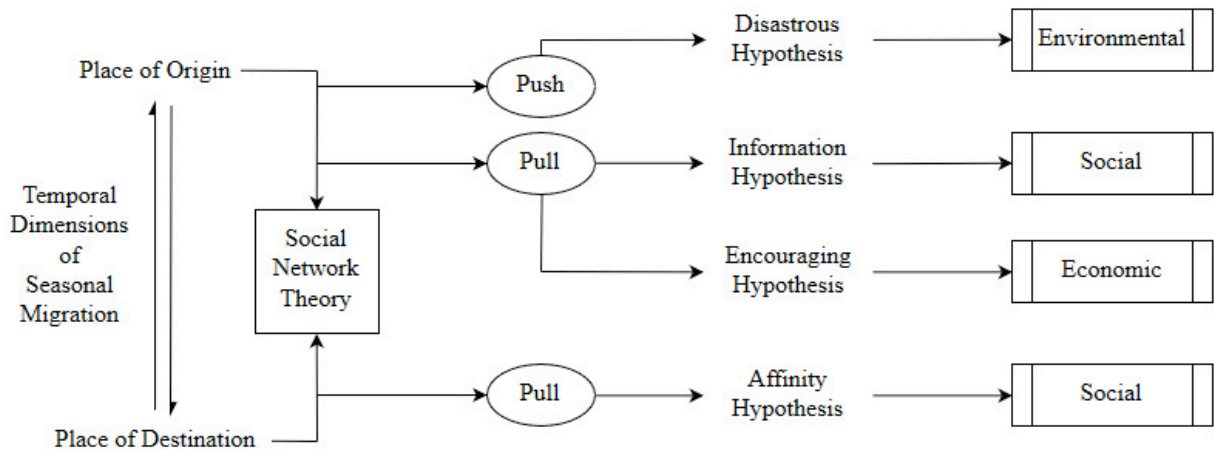 Disastrous
Hypothesis
Environmental
Place of Origin
Push
Information
Hypothesis
Pull
Social
Temporal
Dimensions
of
Seasonal
Migration
Social
Network
Theory
Encouraging
Hypothesis
Economic
Affinity
Hypothesis
Pull
Social
Place of Destination